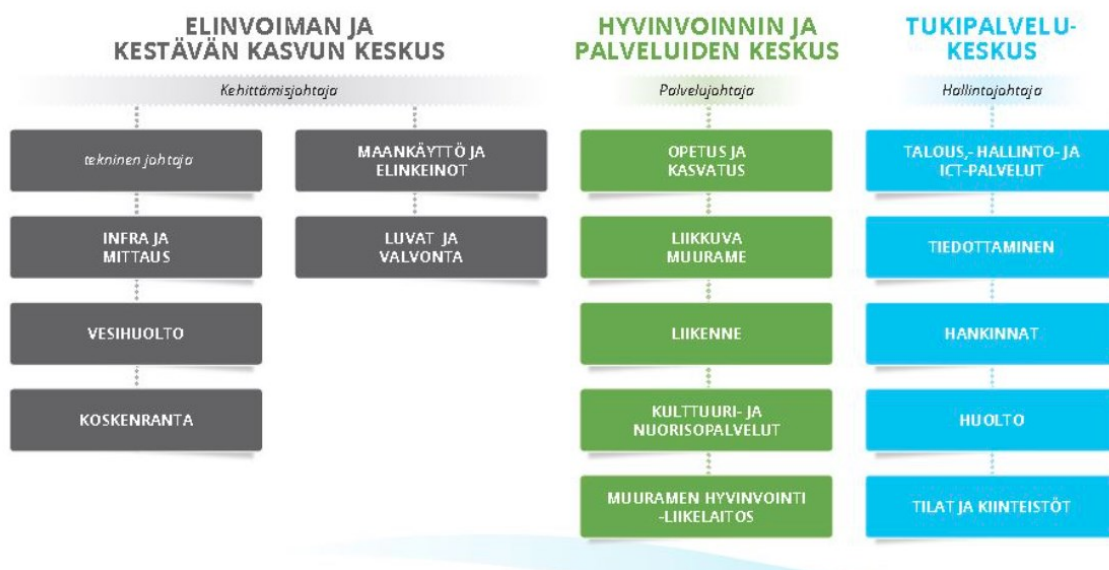 ELINVOIMAN JA
KESTÄVÄN KASVUN KESKUS
Kehittämisjohtaja
tekninen johtaja
INFRA JA
MITTAUS
VESIHUOLTO
KOSKENRANTA
MAANKÄYTTÖ JA
ELINKEINOT
LUVAT JA
VALVONTA
HYVINVOINNIN JA
PALVELUIDEN KESKUS
Palvelujohtaja
OPETUS JA
KASVATUS
LIIKKUVA
MUURAME
LIIKENNE
KULTTUURI- JA
NUORISOPALVELUT
MUURAMEN HYVINVOINTI
-LIIKELAITOS
TUKIPALVELU-
KESKUS
Hallintojohtaja
TALOUS,- HALLINTO- JA
ICT-PALVELUT
TIEDOTTAMINEN
HANKINNAT
HUOLTO
TILAT JA KIINTEISTÖT